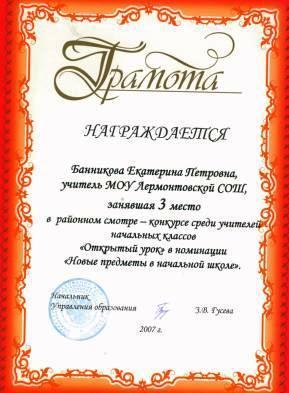 Грамота
НАГРАЖДАЕТСЯ
Банникова Екатерина Петровна,
учитель МОУ Лермонтовской СОШ,
занявшая 3 место
в районном смотре – конкурсе среди учителей
начальных классов
«Открытый урок» в номинации
«Новые предметы в начальной школе».
Начальник
Управления образования
З.В. Гусева
2007 г.